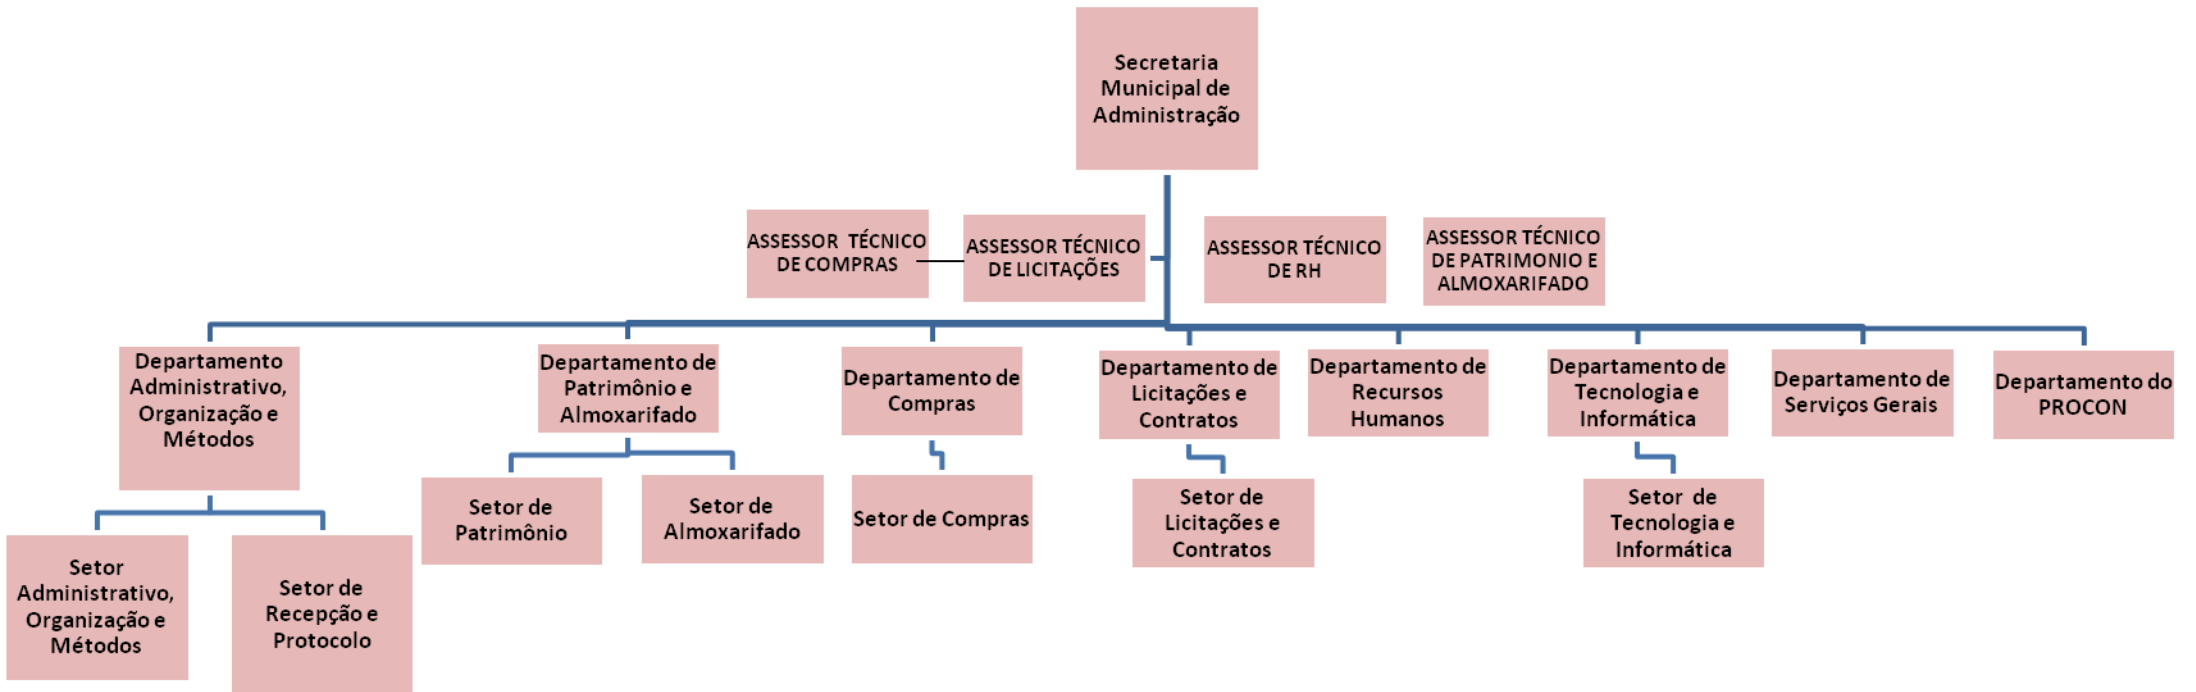 Secretaria
Municipal de
Administração
ASSESSOR  TÉCNICO
DE COMPRAS
ASSESSOR TÉCNICO
DE LICITAÇÕES
ASSESSOR TÉCNICO
DE RH
ASSESSOR TÉCNICO
DE PATRIMONIO E
ALMOXARIFADO
Departamento
Administrativo,
Organização e
Métodos
Departamento de
Patrimônio e
Almoxarifado
Departamento de
Compras
Departamento de
Licitações e
Contratos
Departamento de
Recursos
Humanos
Departamento de
Tecnologia e
Informática
Departamento de
Serviços Gerais
Departamento do
PROCON
Setor
Administrativo,
Organização e
Métodos
Setor de
Recepção e
Protocolo
Setor de
Patrimônio
Setor de
Almoxarifado
Setor de Compras
Setor de
Licitações e
Contratos
Setor  de
Tecnologia e
Informática